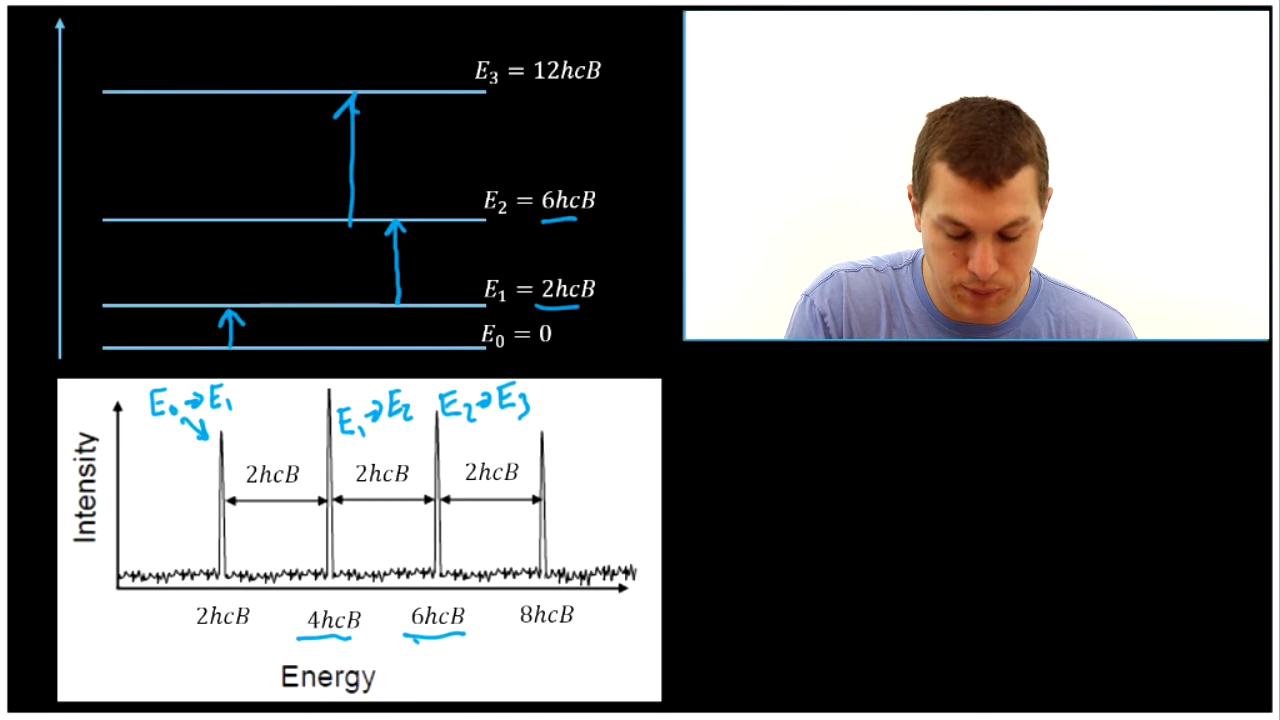 E₃ = 12hcB
E₂ = 6hcB
E₁ = 2hcB
E₀ = 0
E₀ → E₁
E₁ → E₂
E₂ → E₃
2hcB 2hcB 2hcB
Intensity
2hcB 4hcB 6hcB 8hcB
Energy